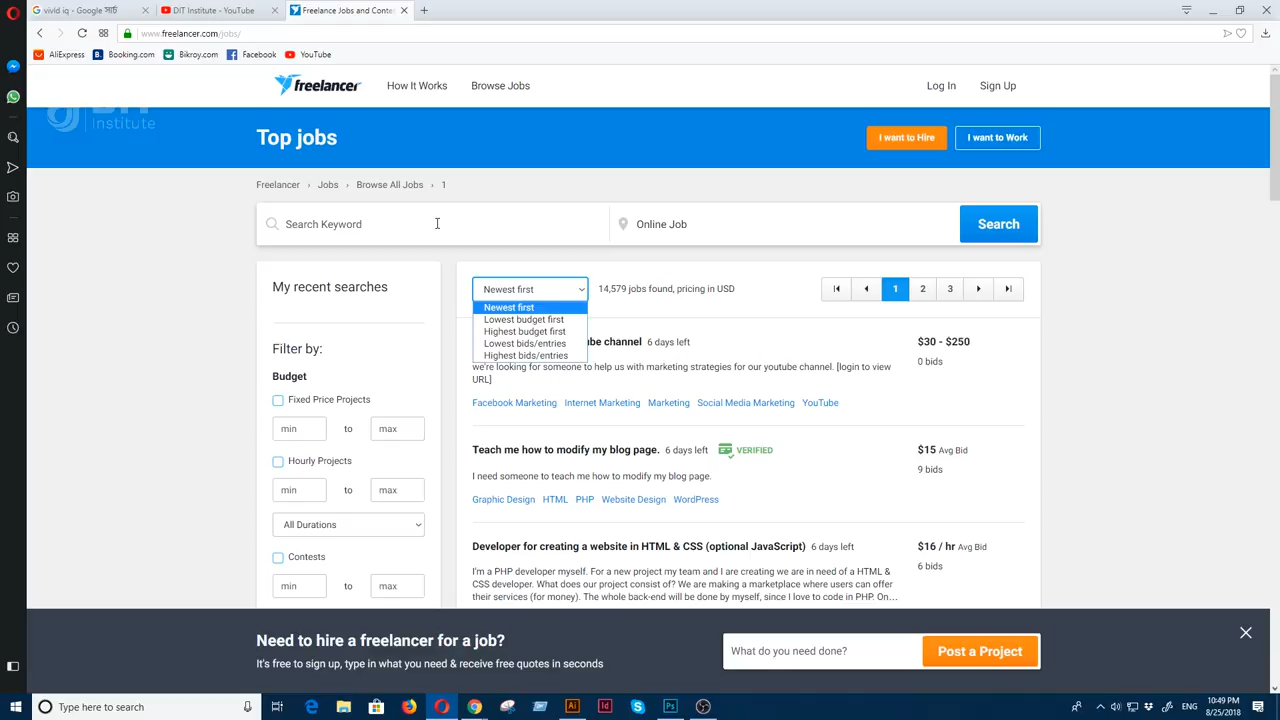 vivid iq - Google সার্চ
DIT Institute - YouTube
Freelance Jobs and Conte
www.freelancer.com/jobs/
AliExpress
Booking.com
Bikroy.com
Facebook
YouTube
freelancer
How It Works
Browse Jobs
Log In
Sign Up
Institute
Top jobs
I want to Hire
I want to Work
Freelancer › Jobs › Browse All Jobs › 1
Search Keyword
Online Job
Search
My recent searches
Newest first
14,579 jobs found, pricing in USD
1 2 3
Newest first
Lowest budget first
Highest budget first
Lowest bids/entries
Highest bids/entries
Filter by:
Budget
Fixed Price Projects
min to max
Hourly Projects
min to max
All Durations
Contests
min to max
be channel 6 days left
$30 - $250
0 bids
we're looking for someone to help us with marketing strategies for our youtube channel. [login to view
URL]
Facebook Marketing Internet Marketing Marketing Social Media Marketing YouTube
Teach me how to modify my blog page. 6 days left VERIFIED
$15 Avg Bid
9 bids
I need someone to teach me how to modify my blog page.
Graphic Design HTML PHP Website Design WordPress
Developer for creating a website in HTML & CSS (optional JavaScript) 6 days left
$16 / hr Avg Bid
6 bids
I'm a PHP developer myself. For a new project my team and I are creating we are in need of a HTML &
CSS developer. What does our project consist of? We are making a marketplace where users can offer
their services (for money). The whole back-end will be done by myself, since I love to code in PHP. On...
Need to hire a freelancer for a job?
It's free to sign up, type in what you need & receive free quotes in seconds
What do you need done?
Post a Project
Type here to search
ENG
10:49 PM
8/25/2018